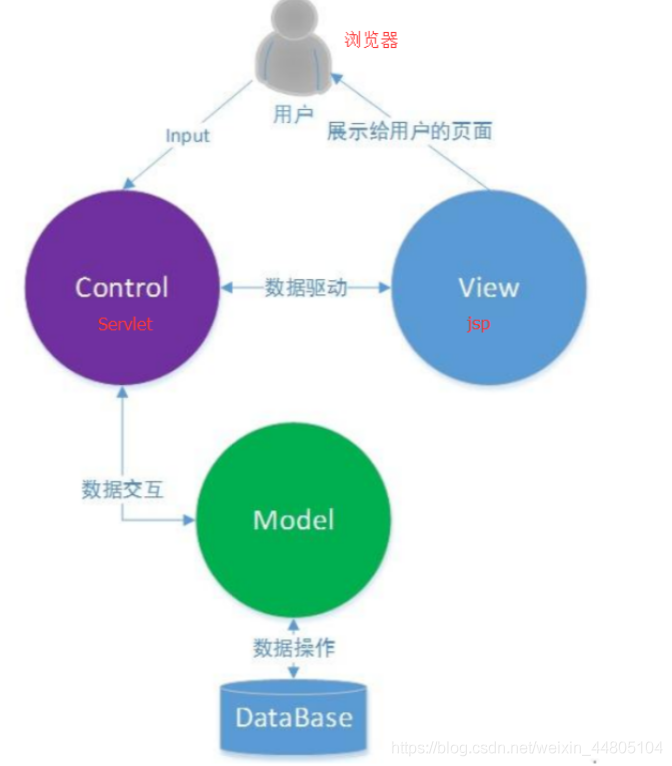 浏览器
用户
展示给用户的页面
Input
Control
Servlet
数据驱动
View
jsp
数据交互
Model
数据操作
DataBase
https://blog.csdn.net/weixin_44805104